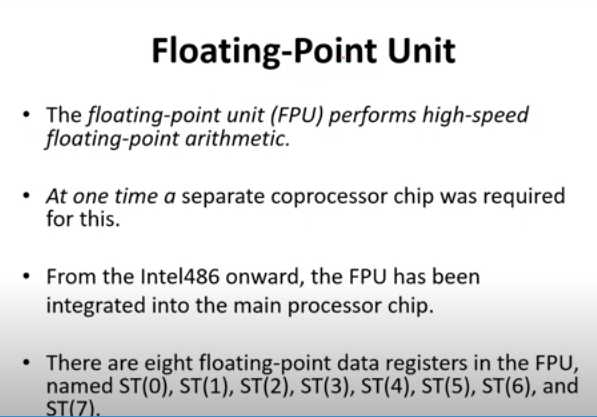 Floating-Point Unit
• The floating-point unit (FPU) performs high-speed
floating-point arithmetic.
• At one time a separate coprocessor chip was required
for this.
• From the Intel486 onward, the FPU has been
integrated into the main processor chip.
• There are eight floating-point data registers in the FPU,
named ST(0), ST(1), ST(2), ST(3), ST(4), ST(5), ST(6), and
ST(7).